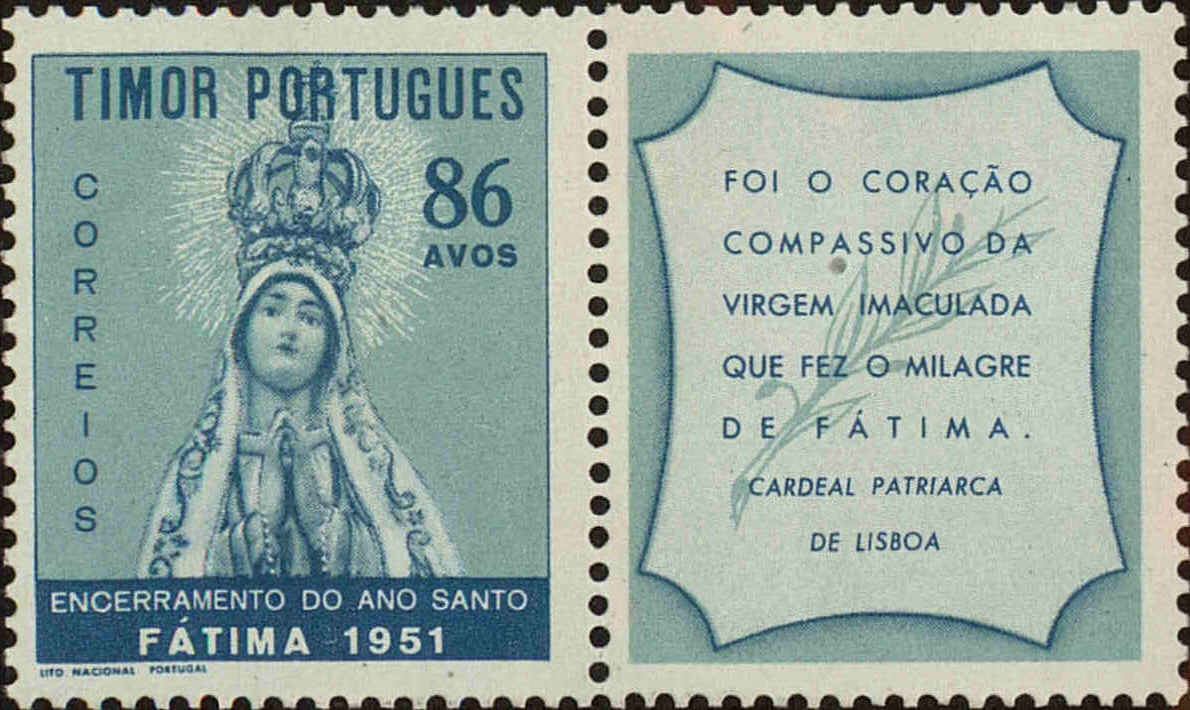 TIMOR PORTUGUES
CORREIOS
86
AVOS
ENCERRAMENTO DO ANO SANTO
FÁTIMA 1951
LITO NACIONAL PORTUGAL
FOI O CORAÇÃO
COMPASSIVO DA
VIRGEM IMACULADA
QUE FEZ O MILAGRE
DE FÁTIMA.
CARDEAL PATRIARCA
DE LISBOA